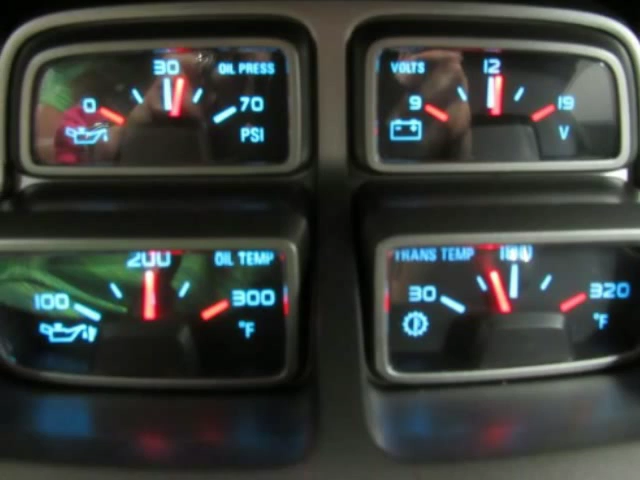 30 OIL PRESS
0 70
PSI
VOLTS 12
9 19
V
200 OIL TEMP
100 300
°F
TRANS TEMP 180
30 320
°F